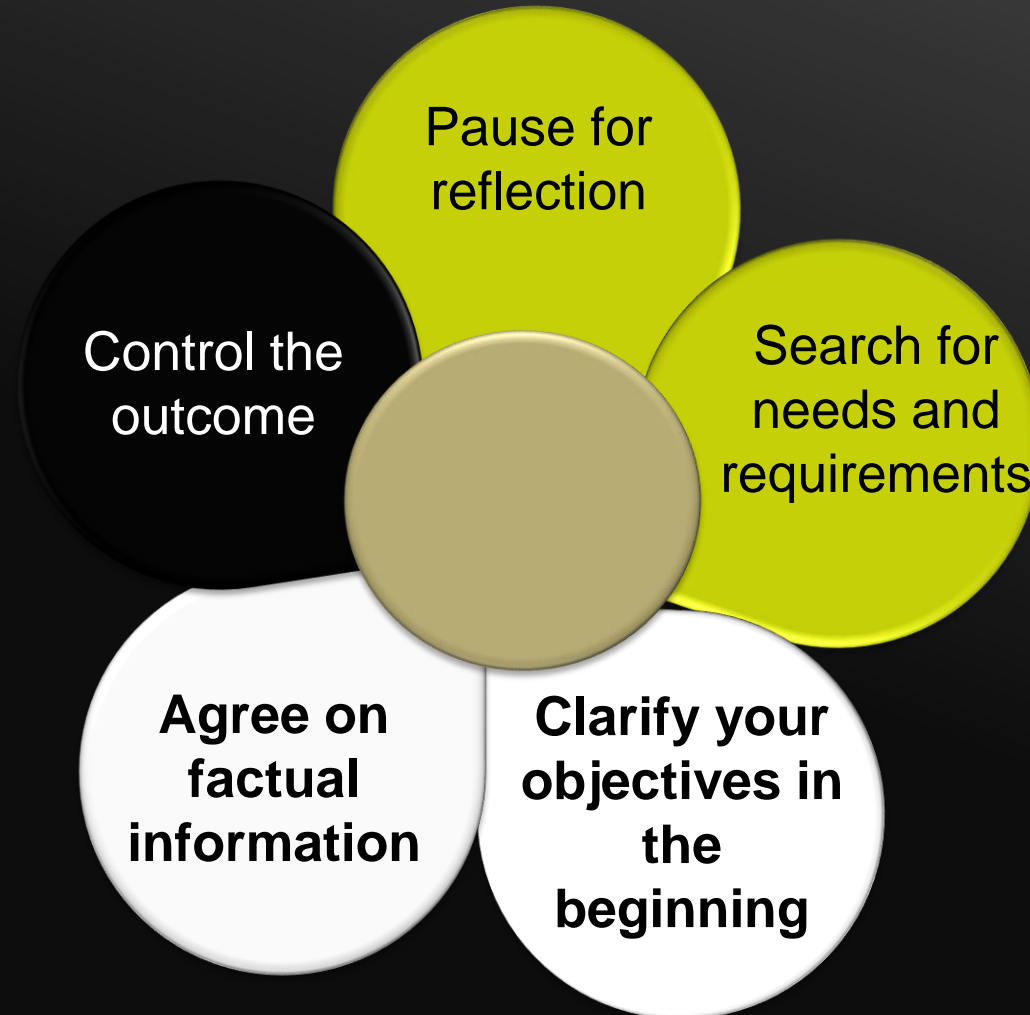 Pause for
reflection
Search for
needs and
requirements
Clarify your
objectives in
the
beginning
Agree on
factual
information
Control the
outcome